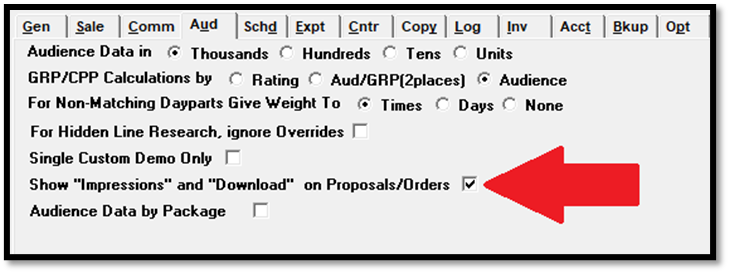 Gen Sale Comm Aud Schd Expt Cntr Copy Log Inv Acct Bkup Opt
Audience Data in Thousands Hundreds Tens Units
GRP/CPP Calculations by Rating Aud/GRP(2places) Audience
For Non-Matching Dayparts Give Weight To Times Days None
For Hidden Line Research, ignore Overrides
Single Custom Demo Only
Show "Impressions" and "Download" on Proposals/Orders
Audience Data by Package